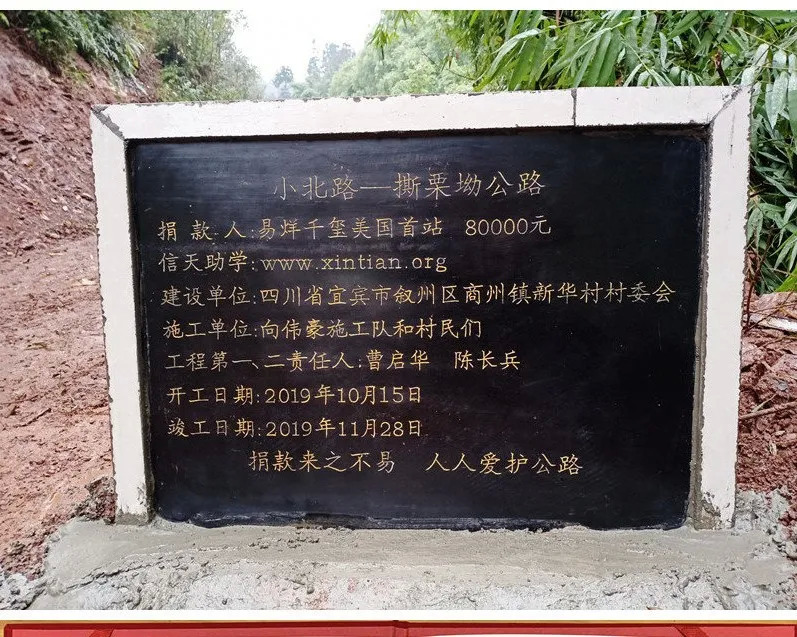 小北路—撕栗坳公路
捐款人:易烊千玺美国首站 80000元
信天助学:www.xintian.org
建设单位:四川省宜宾市叙州区商州镇新华村村委会
施工单位:向伟豪施工队和村民们
工程第一、二责任人:曹启华 陈长兵
开工日期:2019年10月15日
竣工日期:2019年11月28日
捐款来之不易 人人爱护公路